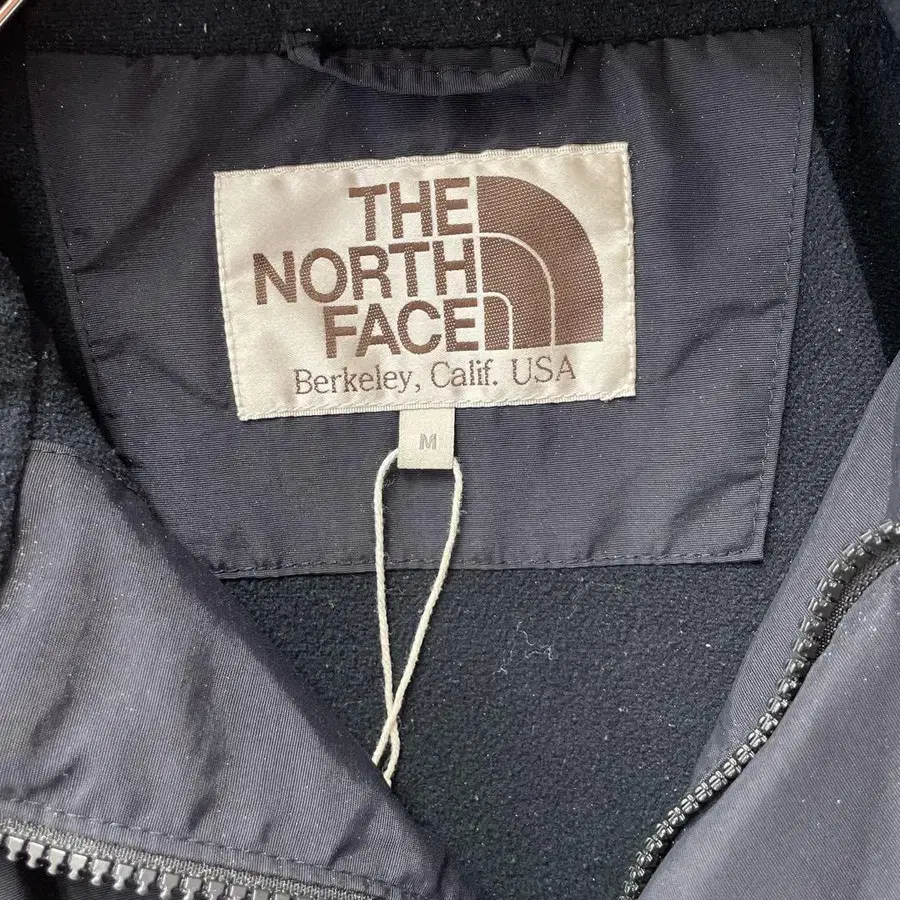 THE
NORTH
FACE
Berkeley, Calif. USA
M